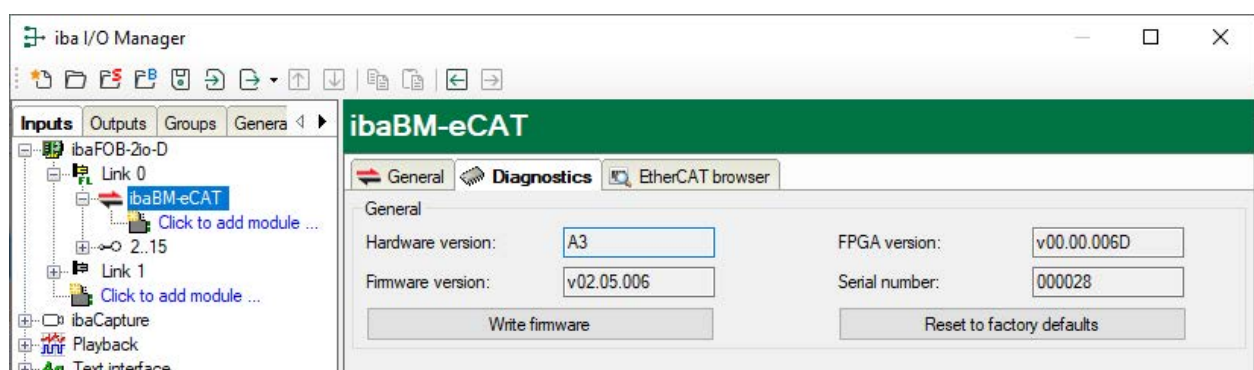 iba I/O Manager
Inputs Outputs Groups Genera
ibaFOB-2io-D
Link 0
ibaBM-eCAT
Click to add module ...
2..15
Link 1
Click to add module ...
ibaCapture
Playback
Text interface
ibaBM-eCAT
General Diagnostics EtherCAT browser
General
Hardware version: A3 FPGA version: v00.00.006D
Firmware version: v02.05.006 Serial number: 000028
Write firmware Reset to factory defaults